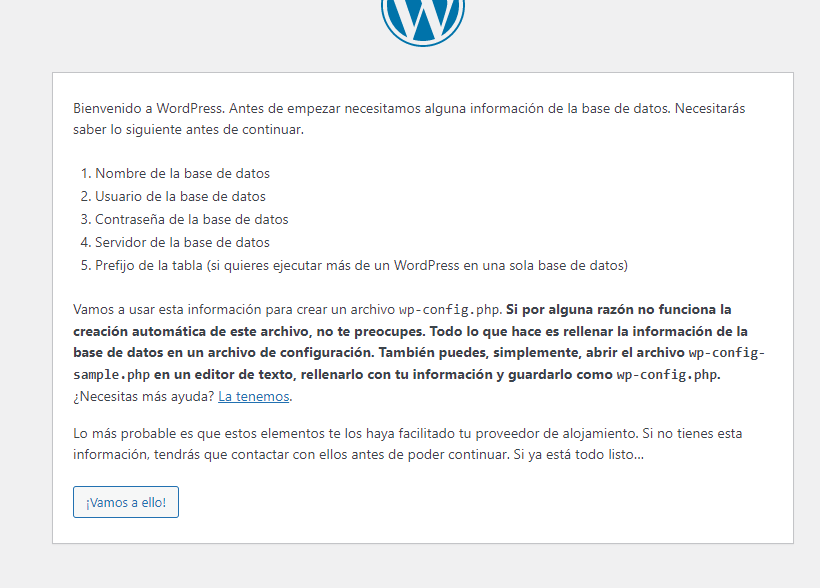 Bienvenido a WordPress. Antes de empezar necesitamos alguna información de la base de datos. Necesitarás
saber lo siguiente antes de continuar.
1. Nombre de la base de datos
2. Usuario de la base de datos
3. Contraseña de la base de datos
4. Servidor de la base de datos
5. Prefijo de la tabla (si quieres ejecutar más de un WordPress en una sola base de datos)
Vamos a usar esta información para crear un archivo wp-config.php. Si por alguna razón no funciona la
creación automática de este archivo, no te preocupes. Todo lo que hace es rellenar la información de la
base de datos en un archivo de configuración. También puedes, simplemente, abrir el archivo wp-config-
sample.php en un editor de texto, rellenarlo con tu información y guardarlo como wp-config.php.
¿Necesitas más ayuda? La tenemos.
Lo más probable es que estos elementos te los haya facilitado tu proveedor de alojamiento. Si no tienes esta
información, tendrás que contactar con ellos antes de poder continuar. Si ya está todo listo…
¡Vamos a ello!